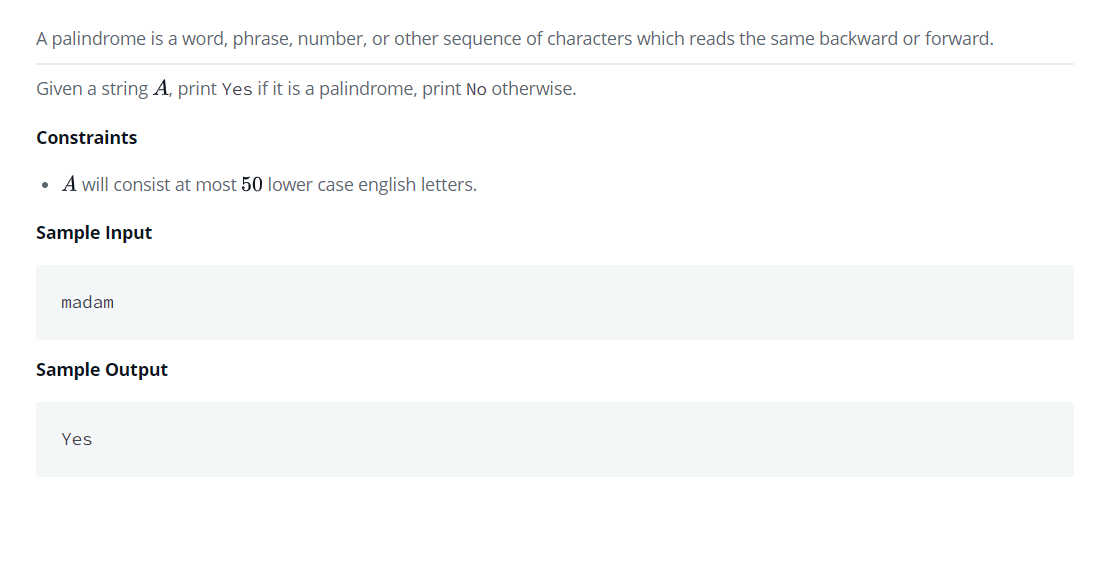 A palindrome is a word, phrase, number, or other sequence of characters which reads the same backward or forward.
Given a string A, print Yes if it is a palindrome, print No otherwise.
Constraints
• A will consist at most 50 lower case english letters.
Sample Input
madam
Sample Output
Yes